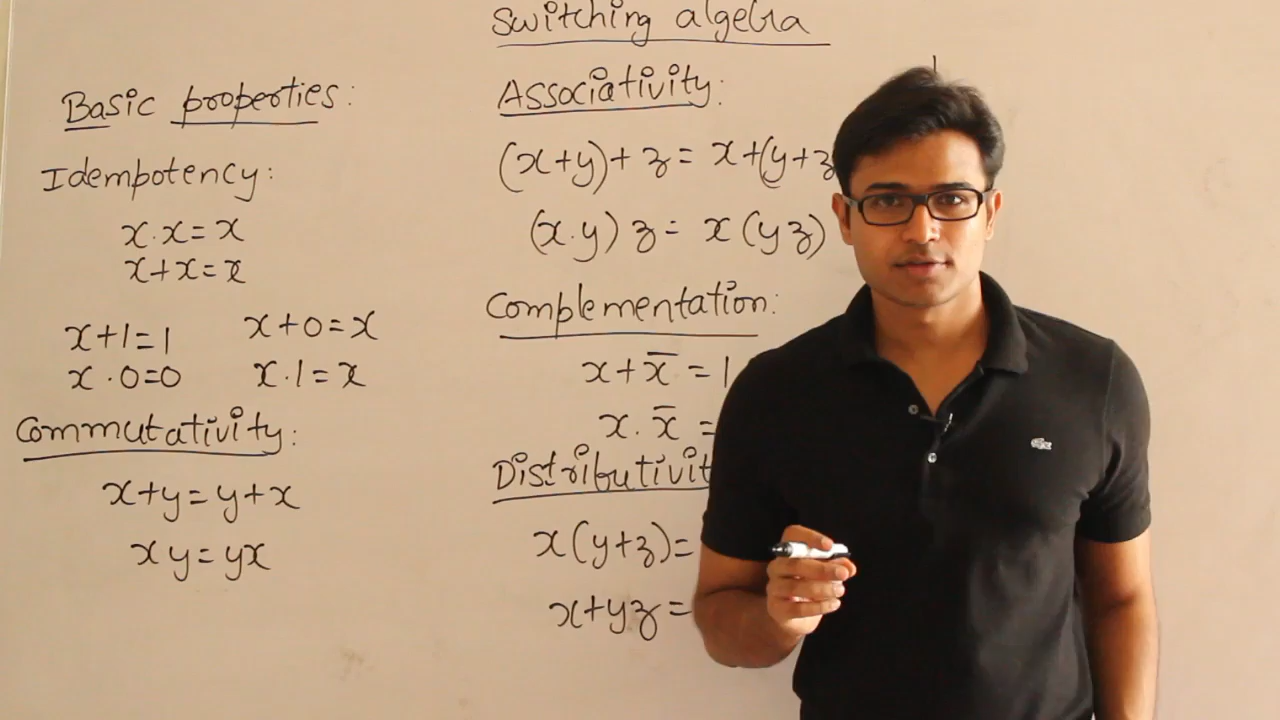 Switching algebra
Basic properties:
Idempotency:
x.x=x
x+x=x
x+1=1 x+0=x
x.0=0 x.1=x
Commutativity:
x+y=y+x
xy=yx
Associativity:
(x+y)+z=x+(y+z
(x.y)z=x(yz)
Complementation:
x+x̅=1
x.x̅=
Distributivit
x(y+z)=
x+yz=